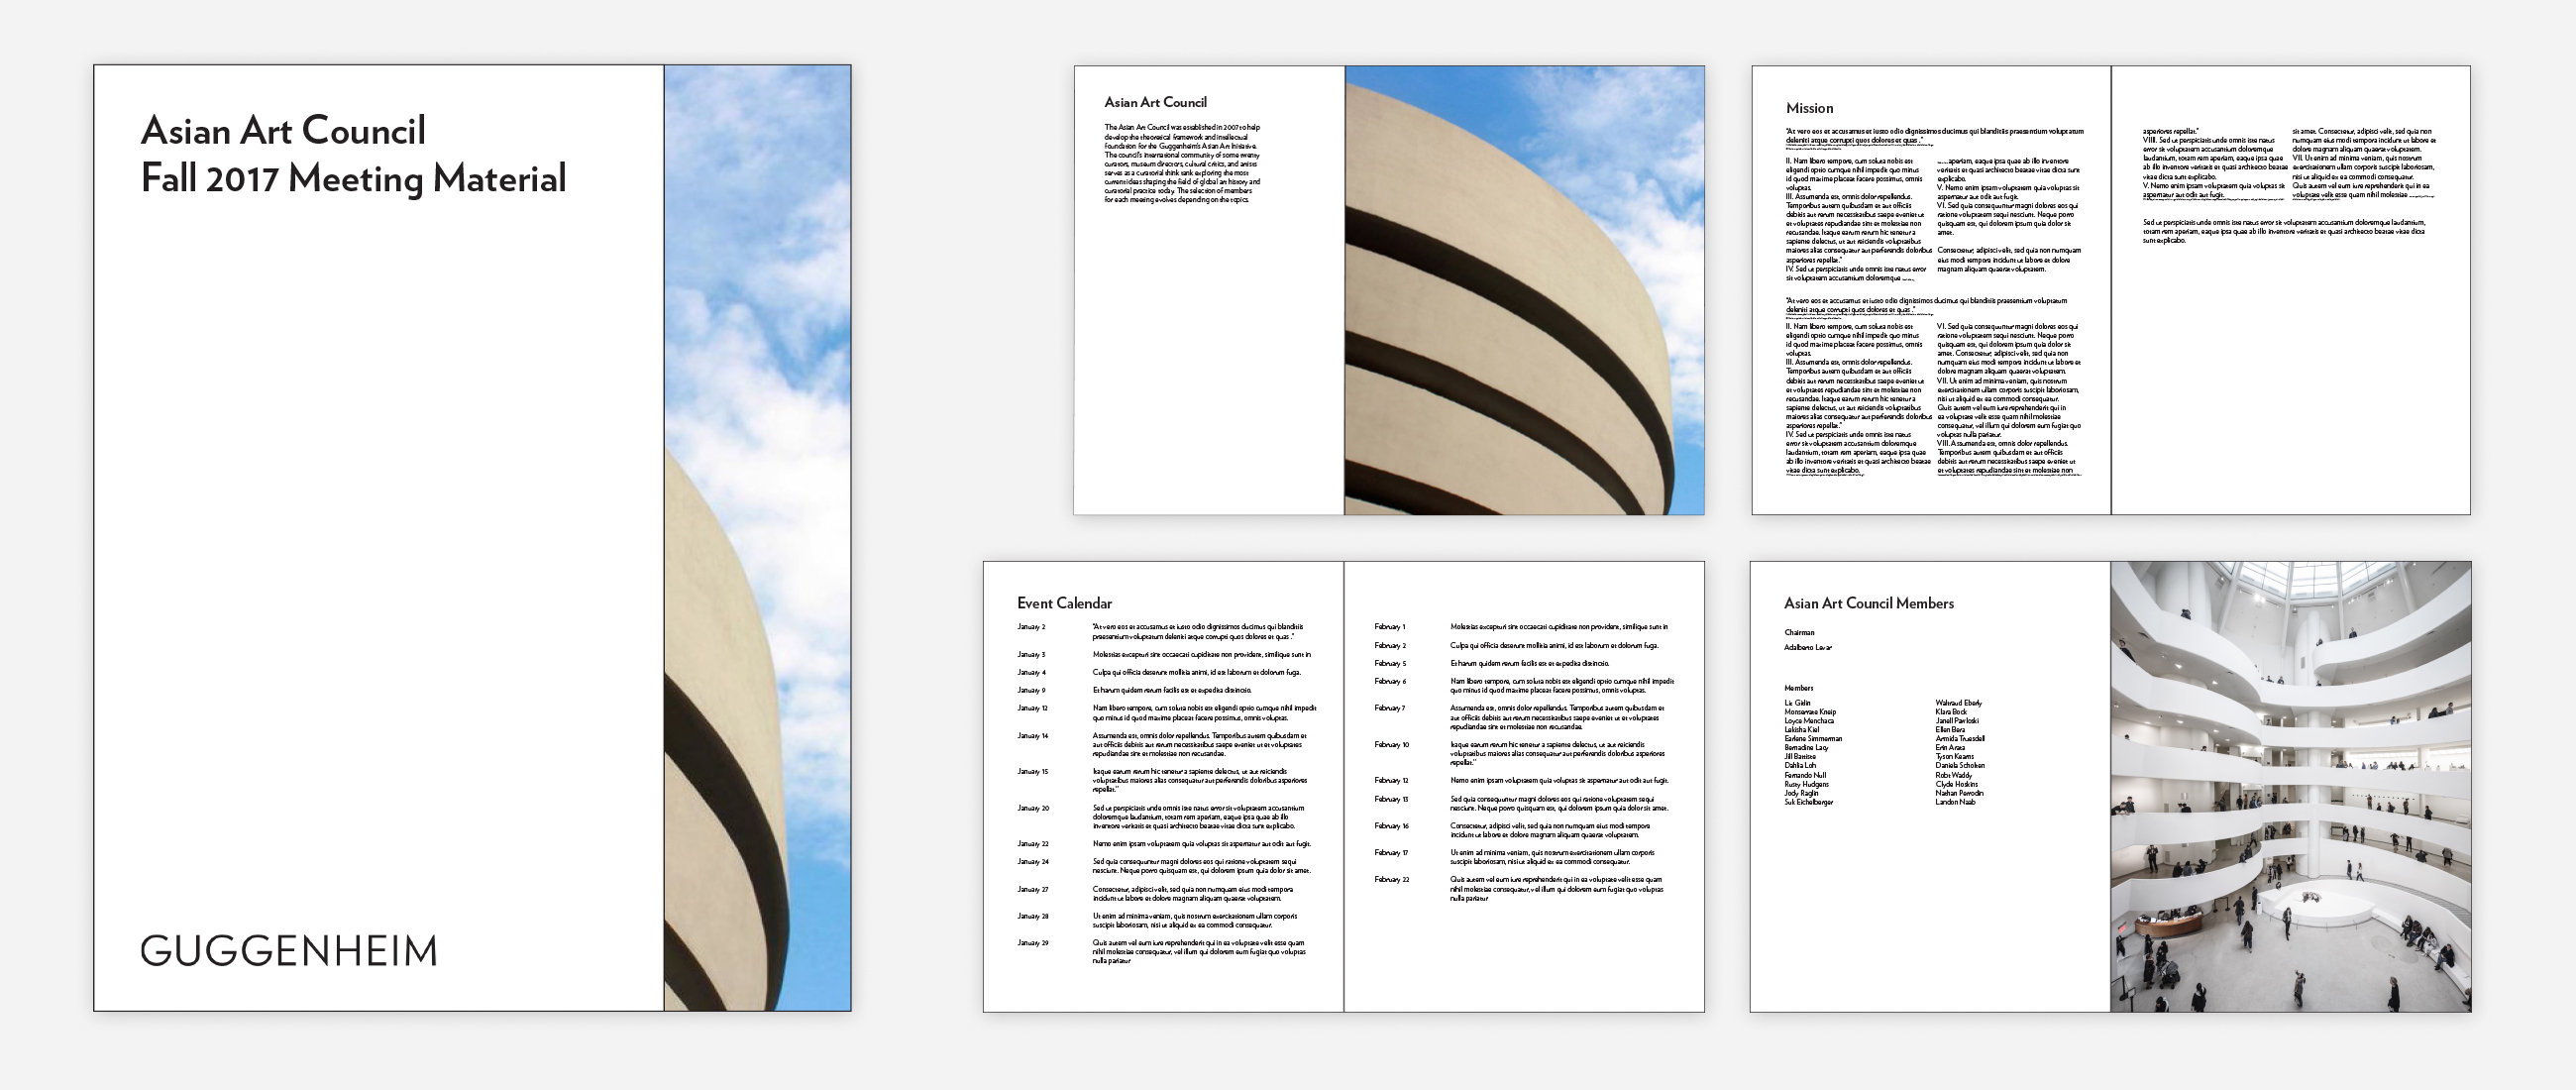 Asian Art Council
Fall 2017 Meeting Material
GUGGENHEIM
Asian Art Council
The Asian Art Council was established in 2007 to help
develop the theoretical framework and intellectual
foundation for the Guggenheim's Asian Art Initiative.
The council's international community of some twenty
curators, museum directors, cultural critics, and artists
serves as a curatorial think tank exploring the most
current ideas shaping the field of global art history and
curatorial practice today. The selection of members
for each meeting evolves depending on the topics.
Mission
"At vero eos et accusamus et iusto odio dignissimos ducimus qui blanditiis praesentium voluptatum
deleniti atque corrupti quos dolores et quas ."
II. Nam libero tempore, cum soluta nobis est
eligendi optio cumque nihil impedit quo minus
id quod maxime placeat facere possimus, omnis
voluptas.
III. Assumenda est, omnis dolor repellendus.
Temporibus autem quibusdam et aut officiis
debitis aut rerum necessitatibus saepe eveniet ut
et voluptates repudiandae sint et molestiae non
recusandae. Itaque earum rerum hic tenetur a
sapiente delectus, ut aut reiciendis voluptatibus
maiores alias consequatur aut perferendis doloribus
asperiores repellat."
IV. Sed ut perspiciatis unde omnis iste natus error
sit voluptatem accusantium doloremque
aperiam, eaque ipsa quae ab illo inventore
veritatis et quasi architecto beatae vitae dicta sunt
explicabo.
V. Nemo enim ipsam voluptatem quia voluptas sit
aspernatur aut odit aut fugit.
VI. Sed quia consequuntur magni dolores eos qui
ratione voluptatem sequi nesciunt. Neque porro
quisquam est, qui dolorem ipsum quia dolor sit
amet.
Consectetur, adipisci velit, sed quia non numquam
eius modi tempora incidunt ut labore et dolore
magnam aliquam quaerat voluptatem.
"At vero eos et accusamus et iusto odio dignissimos ducimus qui blanditiis praesentium voluptatum
deleniti atque corrupti quos dolores et quas ."
II. Nam libero tempore, cum soluta nobis est
eligendi optio cumque nihil impedit quo minus
id quod maxime placeat facere possimus, omnis
voluptas.
III. Assumenda est, omnis dolor repellendus.
Temporibus autem quibusdam et aut officiis
debitis aut rerum necessitatibus saepe eveniet ut
et voluptates repudiandae sint et molestiae non
recusandae. Itaque earum rerum hic tenetur a
sapiente delectus, ut aut reiciendis voluptatibus
maiores alias consequatur aut perferendis doloribus
asperiores repellat."
IV. Sed ut perspiciatis unde omnis iste natus
error sit voluptatem accusantium doloremque
laudantium, totam rem aperiam, eaque ipsa quae
ab illo inventore veritatis et quasi architecto beatae
vitae dicta sunt explicabo.
VI. Sed quia consequuntur magni dolores eos qui
ratione voluptatem sequi nesciunt. Neque porro
quisquam est, qui dolorem ipsum quia dolor sit
amet. Consectetur, adipisci velit, sed quia non
numquam eius modi tempora incidunt ut labore et
dolore magnam aliquam quaerat voluptatem.
VII. Ut enim ad minima veniam, quis nostrum
exercitationem ullam corporis suscipit laboriosam,
nisi ut aliquid ex ea commodi consequatur.
Quis autem vel eum iure reprehenderit qui in
ea voluptate velit esse quam nihil molestiae
consequatur, vel illum qui dolorem eum fugiat quo
voluptas nulla pariatur.
VIII. Assumenda est, omnis dolor repellendus.
Temporibus autem quibusdam et aut officiis
debitis aut rerum necessitatibus saepe eveniet ut
et voluptates repudiandae sint et molestiae non
asperiores repellat."
VIIII. Sed ut perspiciatis unde omnis iste natus
error sit voluptatem accusantium doloremque
laudantium, totam rem aperiam, eaque ipsa quae
ab illo inventore veritatis et quasi architecto beatae
vitae dicta sunt explicabo.
V. Nemo enim ipsam voluptatem quia voluptas sit
aspernatur aut odit aut fugit.
sit amet. Consectetur, adipisci velit, sed quia non
numquam eius modi tempora incidunt ut labore et
dolore magnam aliquam quaerat voluptatem.
VII. Ut enim ad minima veniam, quis nostrum
exercitationem ullam corporis suscipit laboriosam,
nisi ut aliquid ex ea commodi consequatur.
Quis autem vel eum iure reprehenderit qui in ea
voluptate velit esse quam nihil molestiae
Sed ut perspiciatis unde omnis iste natus error sit voluptatem accusantium doloremque laudantium,
totam rem aperiam, eaque ipsa quae ab illo inventore veritatis et quasi architecto beatae vitae dicta
sunt explicabo.
Event Calendar
January 2 "At vero eos et accusamus et iusto odio dignissimos ducimus qui blanditiis
praesentium voluptatum deleniti atque corrupti quos dolores et quas ."
January 3 Molestias excepturi sint occaecati cupiditate non provident, similique sunt in
January 4 Culpa qui officia deserunt mollitia animi, id est laborum et dolorum fuga.
January 9 Et harum quidem rerum facilis est et expedita distinctio.
January 12 Nam libero tempore, cum soluta nobis est eligendi optio cumque nihil impedit
quo minus id quod maxime placeat facere possimus, omnis voluptas.
January 14 Assumenda est, omnis dolor repellendus. Temporibus autem quibusdam et
aut officiis debitis aut rerum necessitatibus saepe eveniet ut et voluptates
repudiandae sint et molestiae non recusandae.
January 15 Itaque earum rerum hic tenetur a sapiente delectus, ut aut reiciendis
voluptatibus maiores alias consequatur aut perferendis doloribus asperiores
repellat."
January 20 Sed ut perspiciatis unde omnis iste natus error sit voluptatem accusantium
doloremque laudantium, totam rem aperiam, eaque ipsa quae ab illo
inventore veritatis et quasi architecto beatae vitae dicta sunt explicabo.
January 22 Nemo enim ipsam voluptatem quia voluptas sit aspernatur aut odit aut fugit.
January 24 Sed quia consequuntur magni dolores eos qui ratione voluptatem sequi
nesciunt. Neque porro quisquam est, qui dolorem ipsum quia dolor sit amet.
January 27 Consectetur, adipisci velit, sed quia non numquam eius modi tempora
incidunt ut labore et dolore magnam aliquam quaerat voluptatem.
January 28 Ut enim ad minima veniam, quis nostrum exercitationem ullam corporis
suscipit laboriosam, nisi ut aliquid ex ea commodi consequatur.
January 29 Quis autem vel eum iure reprehenderit qui in ea voluptate velit esse quam
nihil molestiae consequatur, vel illum qui dolorem eum fugiat quo voluptas
nulla pariatur
February 1 Molestias excepturi sint occaecati cupiditate non provident, similique sunt in
February 2 Culpa qui officia deserunt mollitia animi, id est laborum et dolorum fuga.
February 5 Et harum quidem rerum facilis est et expedita distinctio.
February 6 Nam libero tempore, cum soluta nobis est eligendi optio cumque nihil impedit
quo minus id quod maxime placeat facere possimus, omnis voluptas.
February 7 Assumenda est, omnis dolor repellendus. Temporibus autem quibusdam et
aut officiis debitis aut rerum necessitatibus saepe eveniet ut et voluptates
repudiandae sint et molestiae non recusandae.
February 10 Itaque earum rerum hic tenetur a sapiente delectus, ut aut reiciendis
voluptatibus maiores alias consequatur aut perferendis doloribus asperiores
repellat."
February 12 Nemo enim ipsam voluptatem quia voluptas sit aspernatur aut odit aut fugit.
February 13 Sed quia consequuntur magni dolores eos qui ratione voluptatem sequi
nesciunt. Neque porro quisquam est, qui dolorem ipsum quia dolor sit amet.
February 16 Consectetur, adipisci velit, sed quia non numquam eius modi tempora
incidunt ut labore et dolore magnam aliquam quaerat voluptatem.
February 17 Ut enim ad minima veniam, quis nostrum exercitationem ullam corporis
suscipit laboriosam, nisi ut aliquid ex ea commodi consequatur.
February 22 Quis autem vel eum iure reprehenderit qui in ea voluptate velit esse quam
nihil molestiae consequatur, vel illum qui dolorem eum fugiat quo voluptas
nulla pariatur
Asian Art Council Members
Chairman
Adalberto Levar
Members
Liz Gislin
Monserrate Kneip
Loyce Menchaca
Lekisha Kiel
Earlene Simmerman
Bernadine Lacy
Jill Battiste
Dahlia Loh
Fernando Null
Rusty Hudgens
Jody Raglin
Suk Eichelberger
Waltraud Eberly
Klara Bock
Janell Pawloski
Ellen Bera
Armida Truesdell
Erin Arata
Tyson Kearns
Daniela Scholten
Robt Waddy
Clyde Hoskins
Nathan Perrodin
Landon Naab